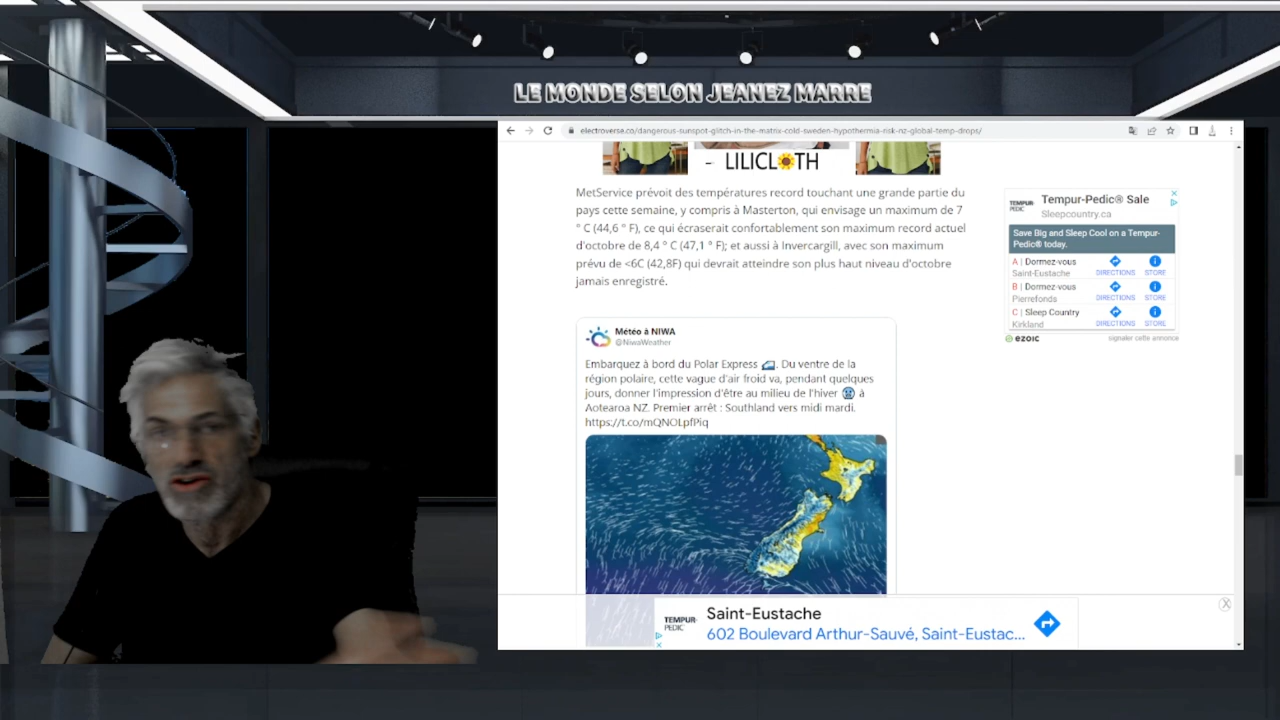 LE MONDE SELON JEANEZ MARRE
electroverse.co/dangerous-sunspot-glitch-in-the-matrix-cold-sweden-hypothermia-risk-nz-global-temp-drops/
LILICLOTH
MetService prévoit des températures record touchant une grande partie du
pays cette semaine, y compris à Masterton, qui envisage un maximum de 7
° C (44,6 ° F), ce qui écraserait confortablement son maximum record actuel
d'octobre de 8,4 ° C (47,1 ° F); et aussi à Invercargill, avec son maximum
prévu de <6C (42,8F) qui devrait atteindre son plus haut niveau d'octobre
jamais enregistré.
Météo à NIWA
@NiwaWeather
Embarquez à bord du Polar Express 🚅. Du ventre de la
région polaire, cette vague d'air froid va, pendant quelques
jours, donner l'impression d'être au milieu de l'hiver 🥶 à
Aotearoa NZ. Premier arrêt : Southland vers midi mardi.
https://t.co/mQNOLpfPiq
TEMPUR-PEDIC
Tempur-Pedic® Sale
Sleepcountry.ca
Save Big and Sleep Cool on a Tempur-
Pedic® today.
A | Dormez-vous
Saint-Eustache
DIRECTIONS STORE
B | Dormez-vous
Pierrefonds
DIRECTIONS STORE
C | Sleep Country
Kirkland
DIRECTIONS STORE
ezoic
signaler cette annonce
TEMPUR-PEDIC
Saint-Eustache
602 Boulevard Arthur-Sauvé, Saint-Eustac...